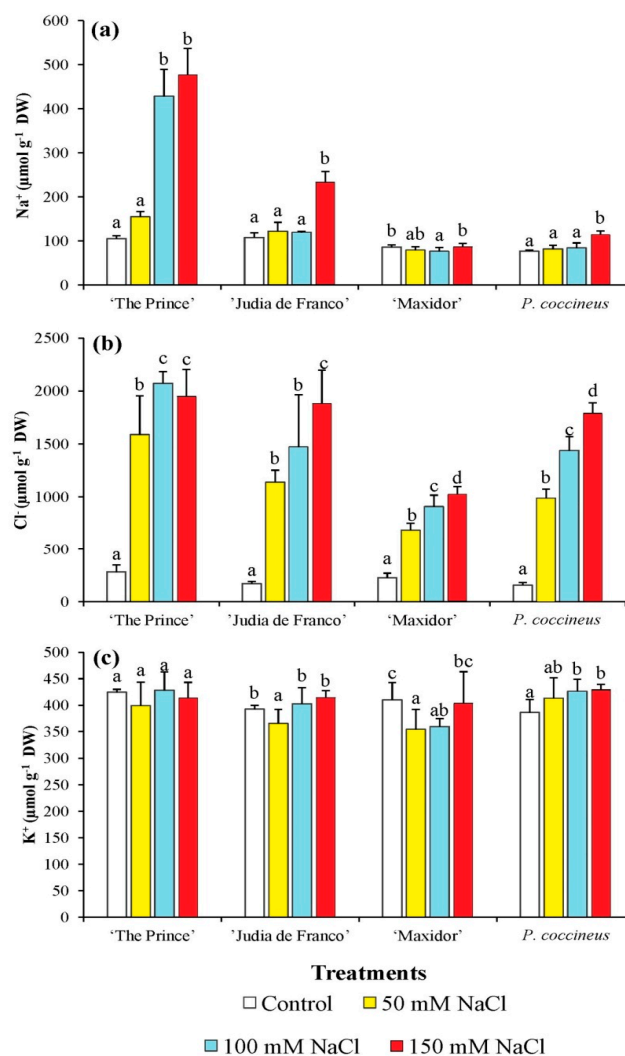 (a)
600
500
400
300
200
100
0
Na⁺ (µmol g⁻¹ DW)
a a b b
a a a b
b ab a b
a a a b
‘The Prince’ ’Judia de Franco’ ‘Maxidor’ P. coccineus
(b)
2500
2000
1500
1000
500
0
Cl⁻ (µmol g⁻¹ DW)
a b c c
a b b c
a b c d
a b c d
‘The Prince’ ’Judia de Franco’ ‘Maxidor’ P. coccineus
(c)
500
450
400
350
300
250
200
150
100
50
0
K⁺ (µmol g⁻¹ DW)
a a a a
b a b b
c a ab bc
a ab b b
‘The Prince’ ‘Judia de Franco’ ‘Maxidor’ P. coccineus
Treatments
Control 50 mM NaCl
100 mM NaCl 150 mM NaCl